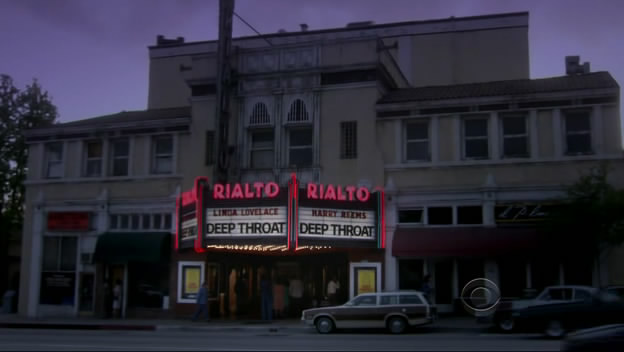 RIALTO
LINDA LOVELACE
DEEP THROAT
RIALTO
HARRY REEMS
DEEP THROAT